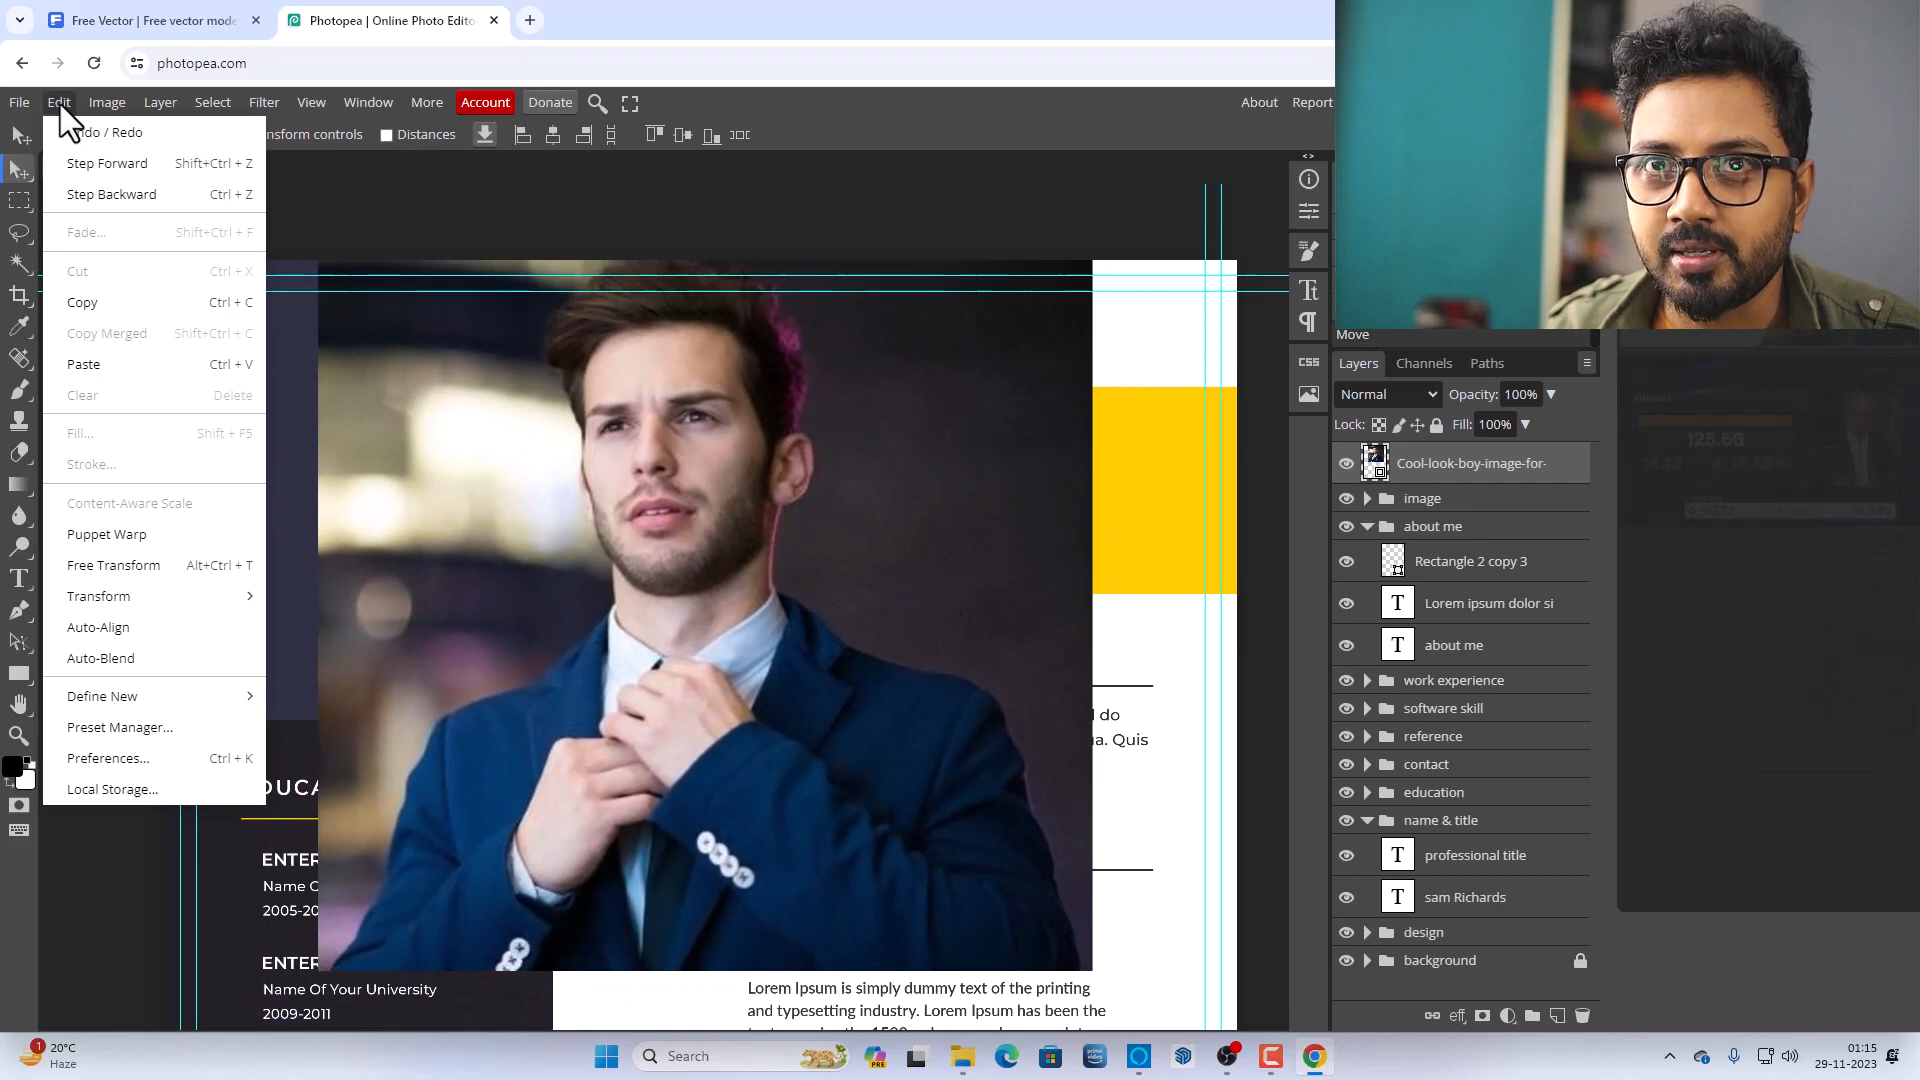 Free Vector | Free vector mode
Photopea | Online Photo Edito
photopea.com
File
Edit
Image
Layer
Select
Filter
View
Window
More
Account
Donate
About
Report
nsform controls
Distances
do / Redo
Step Forward Shift+Ctrl + Z
Step Backward Ctrl + Z
Fade... Shift+Ctrl + F
Cut Ctrl + X
Copy Ctrl + C
Copy Merged Shift+Ctrl + C
Paste Ctrl + V
Clear Delete
Fill... Shift + F5
Stroke...
Content-Aware Scale
Puppet Warp
Free Transform Alt+Ctrl + T
Transform
Auto-Align
Auto-Blend
Define New
Preset Manager...
Preferences... Ctrl + K
Local Storage...
DUCA
ENTER
Name O
2005-20
ENTER
Name Of Your University
2009-2011
do
ua. Quis
Lorem Ipsum is simply dummy text of the printing
and typesetting industry. Lorem Ipsum has been the
CSS
Move
Layers
Channels
Paths
Normal
Opacity: 100%
Lock:
Fill: 100%
Cool-look-boy-image-for-
image
about me
Rectangle 2 copy 3
T Lorem ipsum dolor si
T about me
work experience
software skill
reference
contact
education
name & title
T professional title
T sam Richards
design
background
eff
1
20°C
Haze
Search
PRE
prime video
01:15
29-11-2023